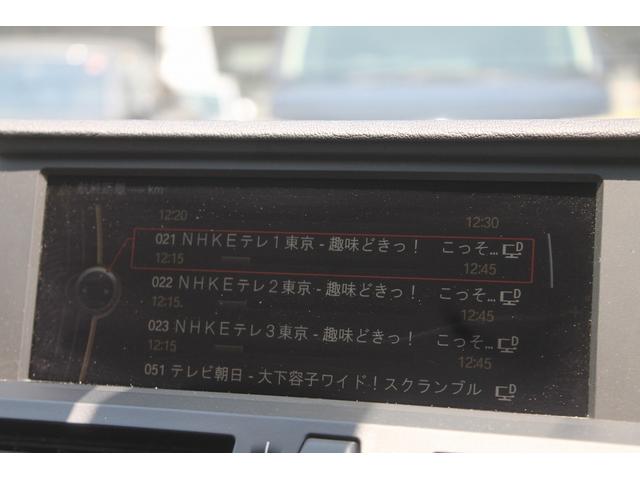 km
12:20 12:30
021 NHKEテレ1東京 - 趣味どきっ! こっそ... D
12:15 12:45
022 NHKEテレ2東京 - 趣味どきっ! こっそ... D
12:15 12:45
023 NHKEテレ3東京 - 趣味どきっ! こっそ... D
12:15 12:45
051 テレビ朝日 - 大下容子ワイド!スクランブル D